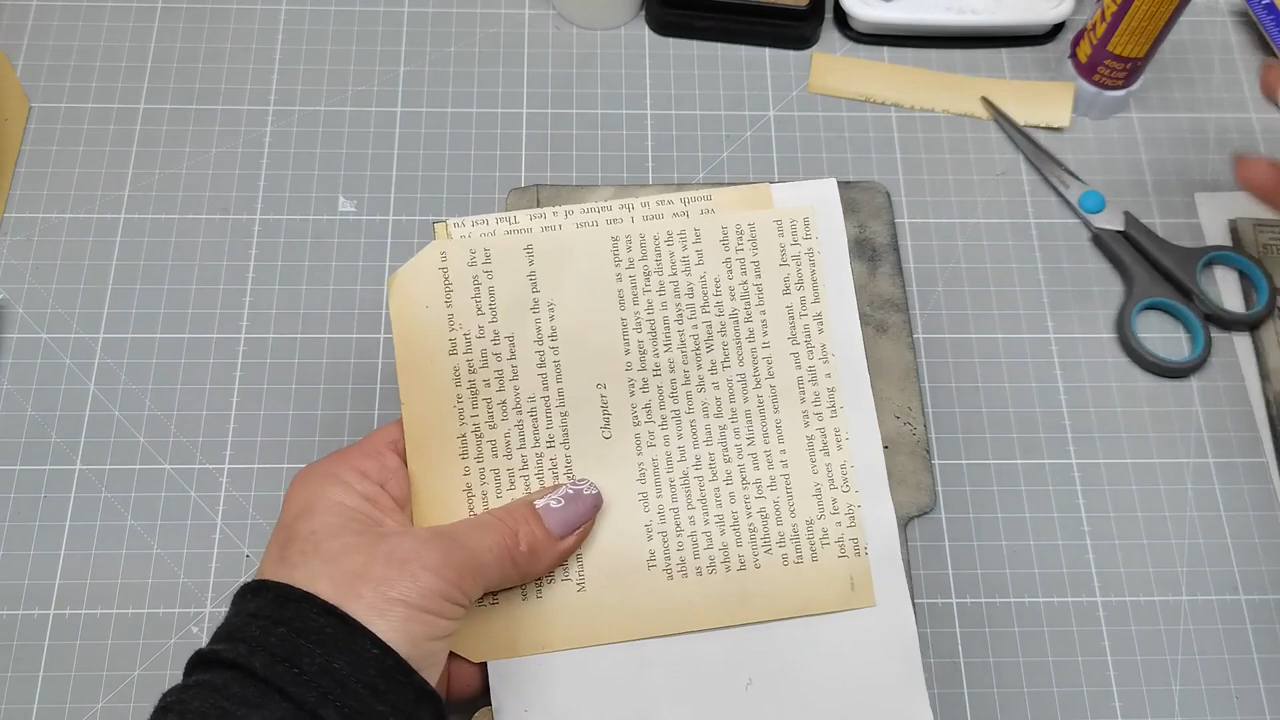 month was in the nature of a test. That test yo
ver few men I can trust.
people to think you're nice. But you stopped us
because you thought I might get hurt."
round and glared at him for perhaps five
bent down, took hold of the bottom of her
raised her hands above her head.
nothing beneath it.
scarlet. He turned and fled down the path with
Miriam laughter chasing him most of the way.
Chapter 2
The wet, cold days soon gave way to warmer ones as spring
advanced into summer. For Josh, the longer days meant he was
able to spend more time on the moor. He avoided the Trago home
as much as possible, but would often see Miriam in the distance.
She had wandered the moors from her earliest days and knew the
whole wild area better than any. She worked a full day shift with
her mother on the grading floor at the Wheal Phoenix, but her
evenings were spent out on the moor. There she felt free.
Although Josh and Miriam would occasionally see each other
on the moor, the next encounter between the Retallick and Trago
families occurred at a more senior level. It was a brief and violent
meeting.
The Sunday evening was warm and pleasant. Ben, Jesse and
Josh, a few paces ahead of the shift captain Tom Shovell, Jenny
and baby Gwen, were taking a slow walk homewards from
WiZA
40G e
GLUE
STICK